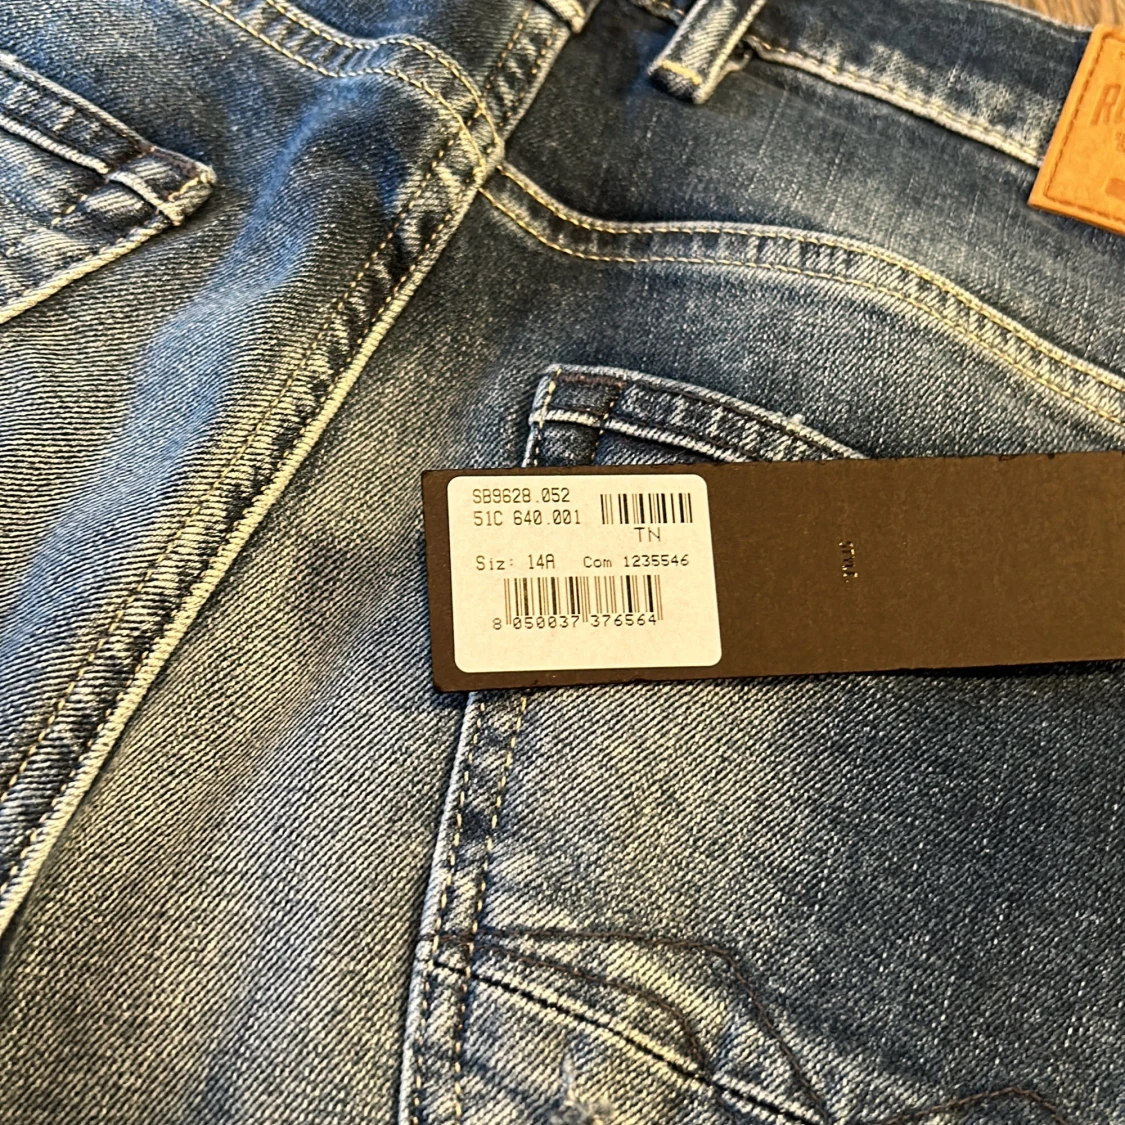 SB9628.052
51C 640.001
TN
Siz: 14A Com 1235546
8 050037 376564